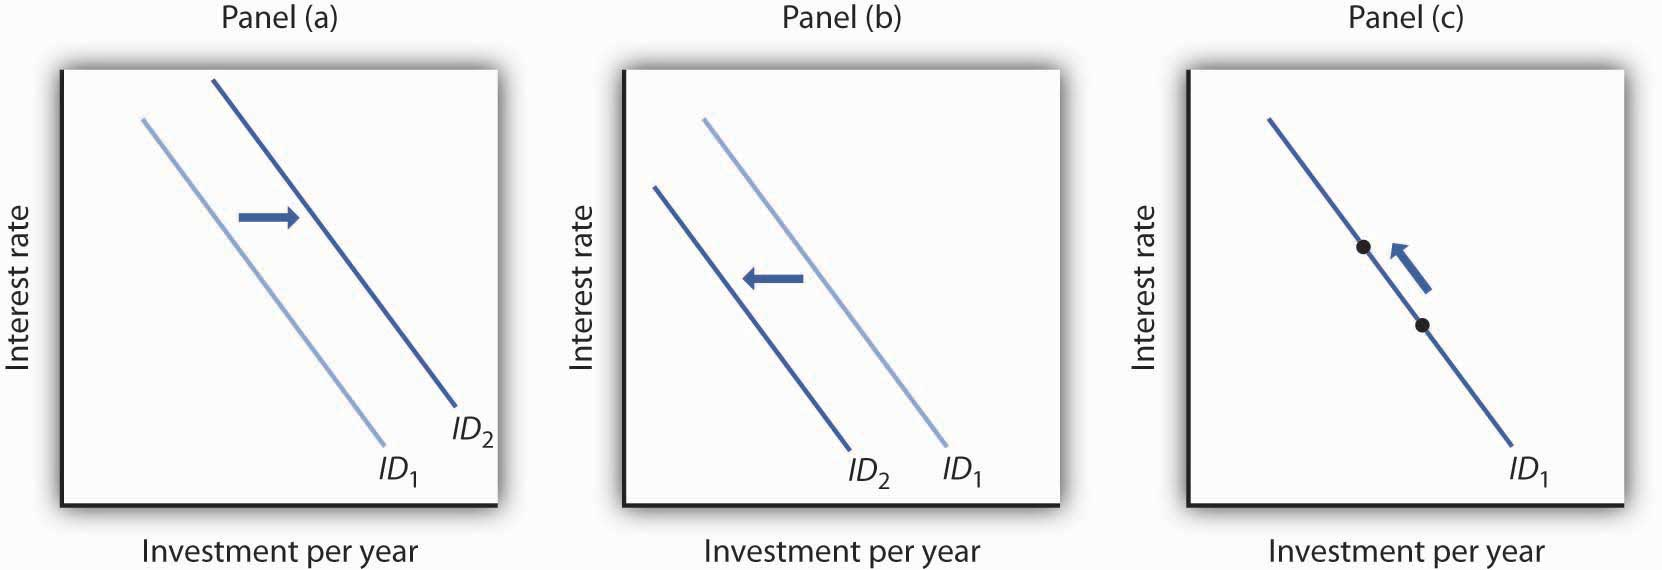 Panel (a)
Interest rate
ID₂
ID₁
Investment per year
Panel (b)
Interest rate
ID₂
ID₁
Investment per year
Panel (c)
Interest rate
ID₁
Investment per year